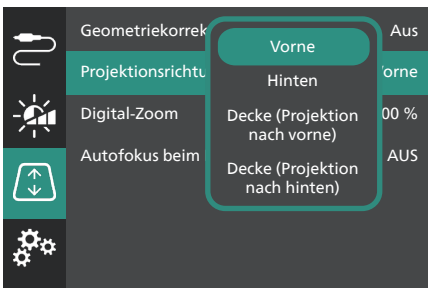 Geometriekorrek
Aus
Vorne
Projektionsrichtu
Hinten
Digital-Zoom
Decke (Projektion
nach vorne)
00 %
Autofokus beim
AUS
Decke (Projektion
nach hinten)